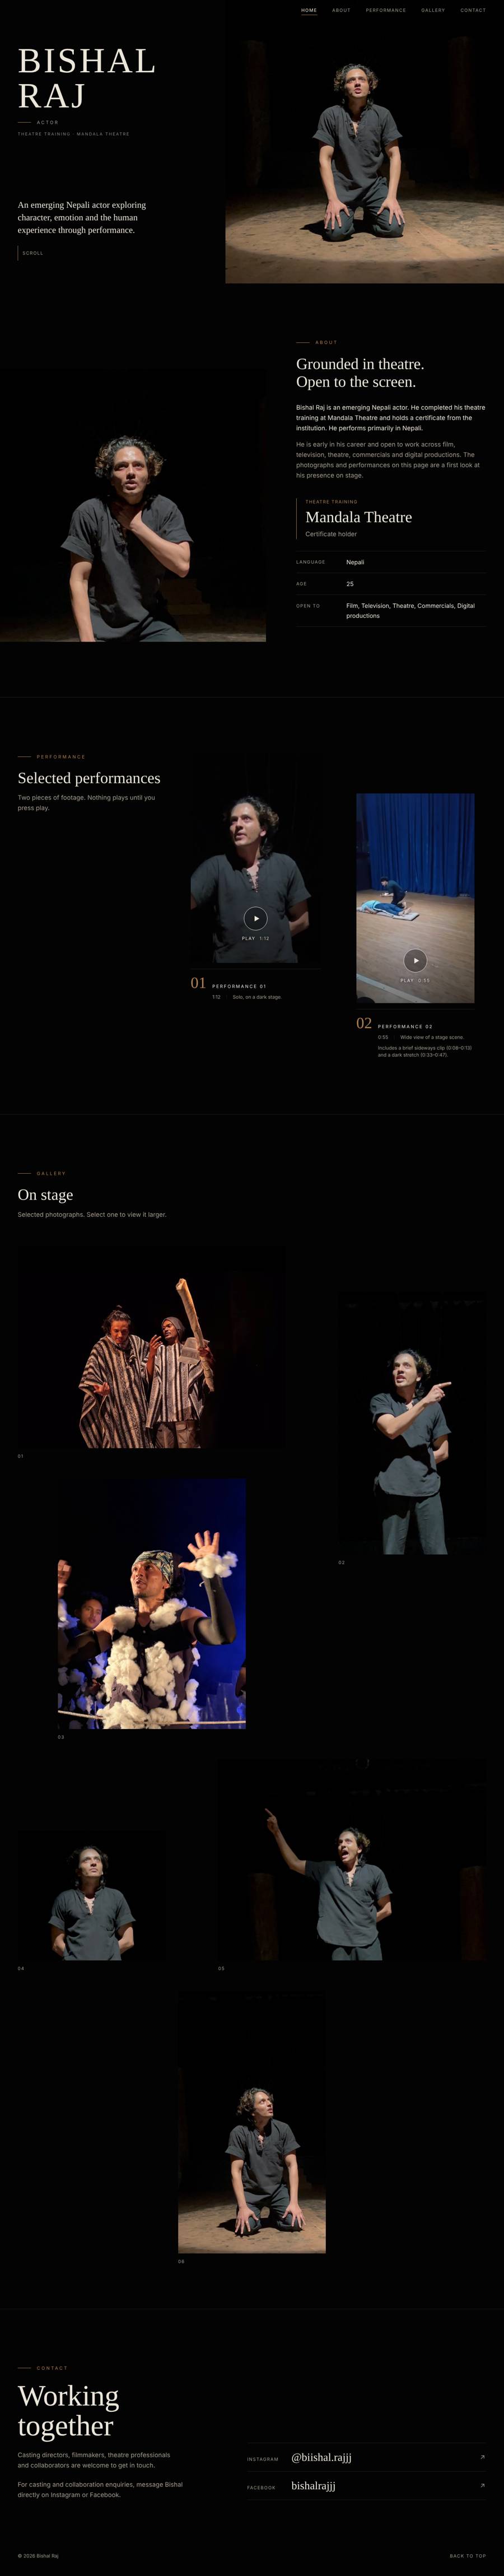 HOME ABOUT PERFORMANCE GALLERY CONTACT
BISHAL
RAJ
ACTOR
THEATRE TRAINING · MANDALA THEATRE
An emerging Nepali actor exploring
character, emotion and the human
experience through performance.
SCROLL
ABOUT
Grounded in theatre.
Open to the screen.
Bishal Raj is an emerging Nepali actor. He completed his theatre
training at Mandala Theatre and holds a certificate from the
institution. He performs primarily in Nepali.
He is early in his career and open to work across film,
television, theatre, commercials and digital productions. The
photographs and performances on this page are a first look at
his presence on stage.
THEATRE TRAINING
Mandala Theatre
Certificate holder
LANGUAGE Nepali
AGE 25
OPEN TO Film, Television, Theatre, Commercials, Digital
productions
PERFORMANCE
Selected performances
Two pieces of footage. Nothing plays until you
press play.
PLAY 1:12
01 PERFORMANCE 01
1:12 Solo, on a dark stage.
PLAY 0:55
02 PERFORMANCE 02
0:55 Wide view of a stage scene.
Includes a brief sideways clip (0:08–0:13)
and a dark stretch (0:33–0:47).
GALLERY
On stage
Selected photographs. Select one to view it larger.
01
02
03
04
05
06
CONTACT
Working
together
Casting directors, filmmakers, theatre professionals
and collaborators are welcome to get in touch.
For casting and collaboration enquiries, message Bishal
directly on Instagram or Facebook.
INSTAGRAM @biishal.rajjj ↗
FACEBOOK bishalrajjj ↗
© 2026 Bishal Raj
BACK TO TOP